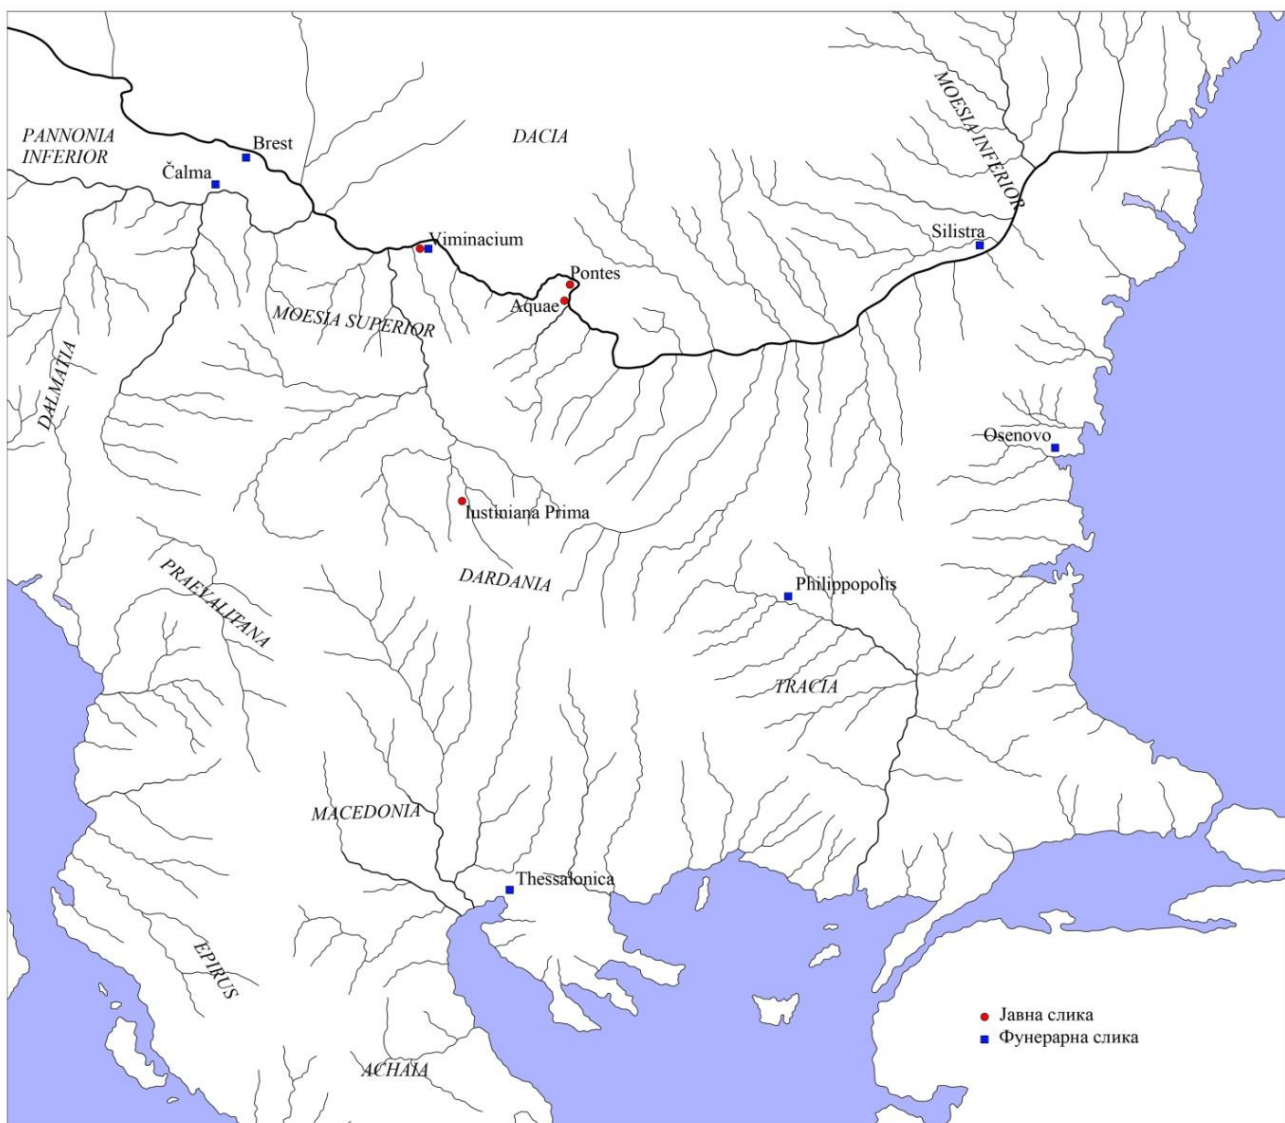 PANNONIA
INFERIOR
Brest
Čalma
DACIA
MOESIA INFERIOR
Silistra
Viminacium
Pontes
Aquae
MOESIA SUPERIOR
DALMATIA
Osenovo
Iustiniana Prima
DARDANIA
PRAEVALITANA
Philippopolis
TRACIA
MACEDONIA
Thessalonica
EPIRUS
ACHAIA
Јавна слика
Фунерарна слика